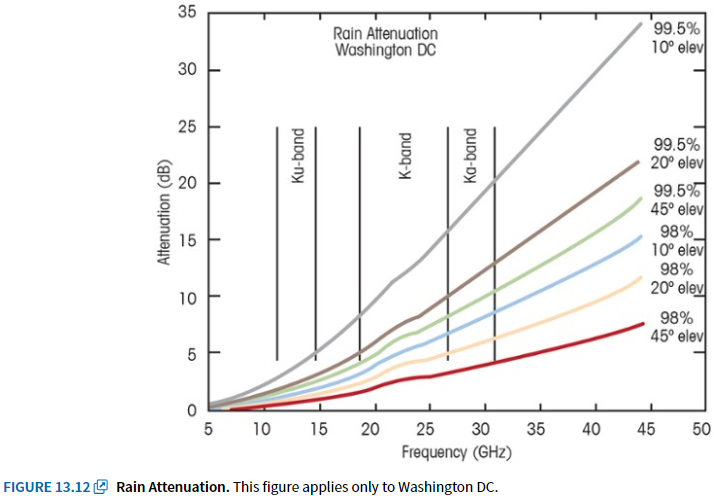 35
30
25
20
15
10
5
0
Attenuation (dB)
Rain Attenuation
Washington DC
Ku-band
K-band
Ka-band
99.5%
10° elev
99.5%
20° elev
99.5%
45° elev
98%
10° elev
98%
20° elev
98%
45° elev
5 10 15 20 25 30 35 40 45 50
Frequency (GHz)
FIGURE 13.12 Rain Attenuation. This figure applies only to Washington DC.